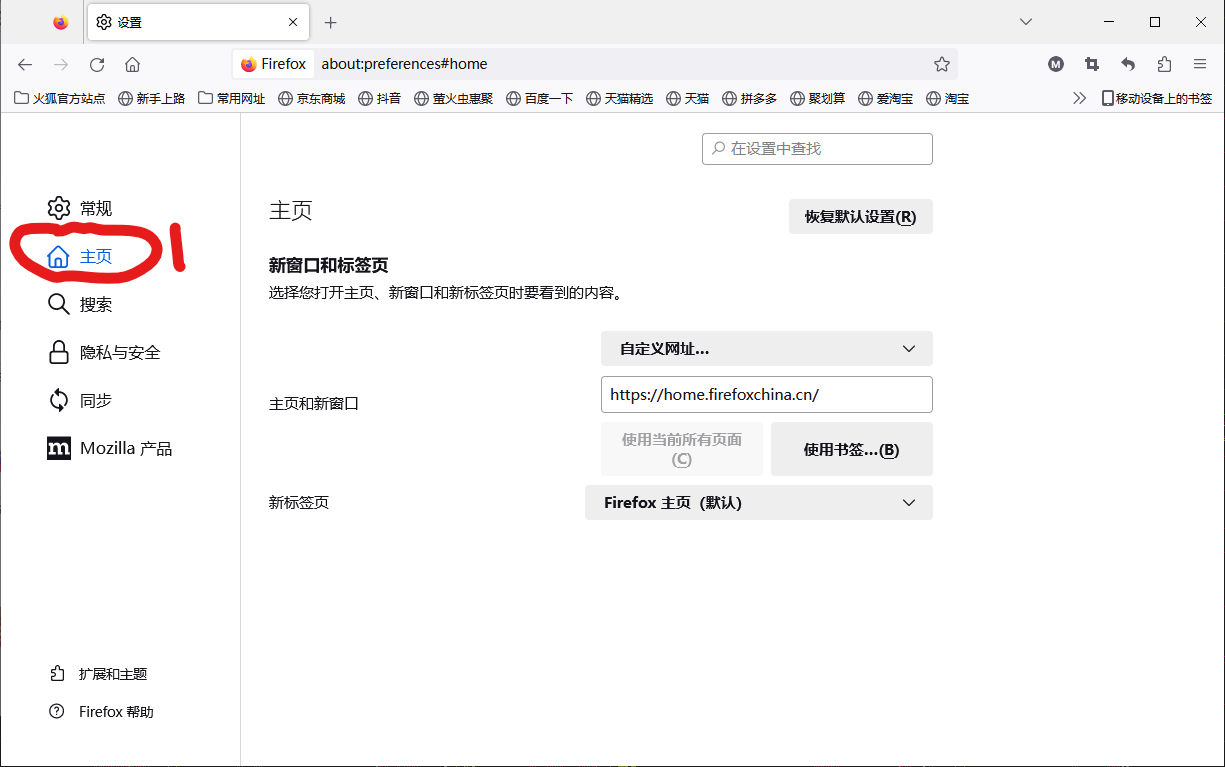 设置
Firefox about:preferences#home
火狐官方站点 新手上路 常用网址 京东商城 抖音 萤火虫惠聚 百度一下 天猫精选 天猫 拼多多 聚划算 爱淘宝 淘宝 移动设备上的书签
在设置中查找
常规
主页 1
搜索
隐私与安全
同步
Mozilla 产品
扩展和主题
Firefox 帮助
主页
恢复默认设置(R)
新窗口和标签页
选择您打开主页、新窗口和新标签页时要看到的内容。
自定义网址...
主页和新窗口
https://home.firefoxchina.cn/
使用当前所有页面
(C)
使用书签...(B)
新标签页
Firefox 主页（默认）